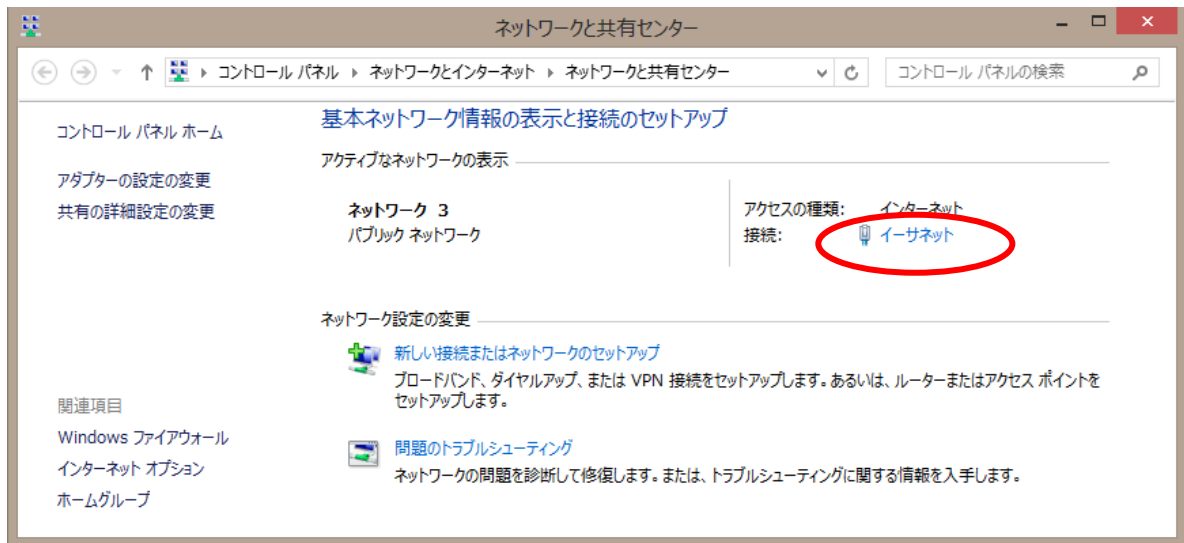 ネットワークと共有センター
コントロール パネル ネットワークとインターネット ネットワークと共有センター
コントロール パネルの検索
コントロール パネル ホーム
アダプターの設定の変更
共有の詳細設定の変更
基本ネットワーク情報の表示と接続のセットアップ
アクティブなネットワークの表示
ネットワーク 3
パブリック ネットワーク
アクセスの種類: インターネット
接続: イーサネット
ネットワーク設定の変更
新しい接続またはネットワークのセットアップ
ブロードバンド、ダイヤルアップ、または VPN 接続をセットアップします。あるいは、ルーターまたはアクセス ポイントを
セットアップします。
問題のトラブルシューティング
ネットワークの問題を診断して修復します。または、トラブルシューティングに関する情報を入手します。
関連項目
Windows ファイアウォール
インターネット オプション
ホームグループ